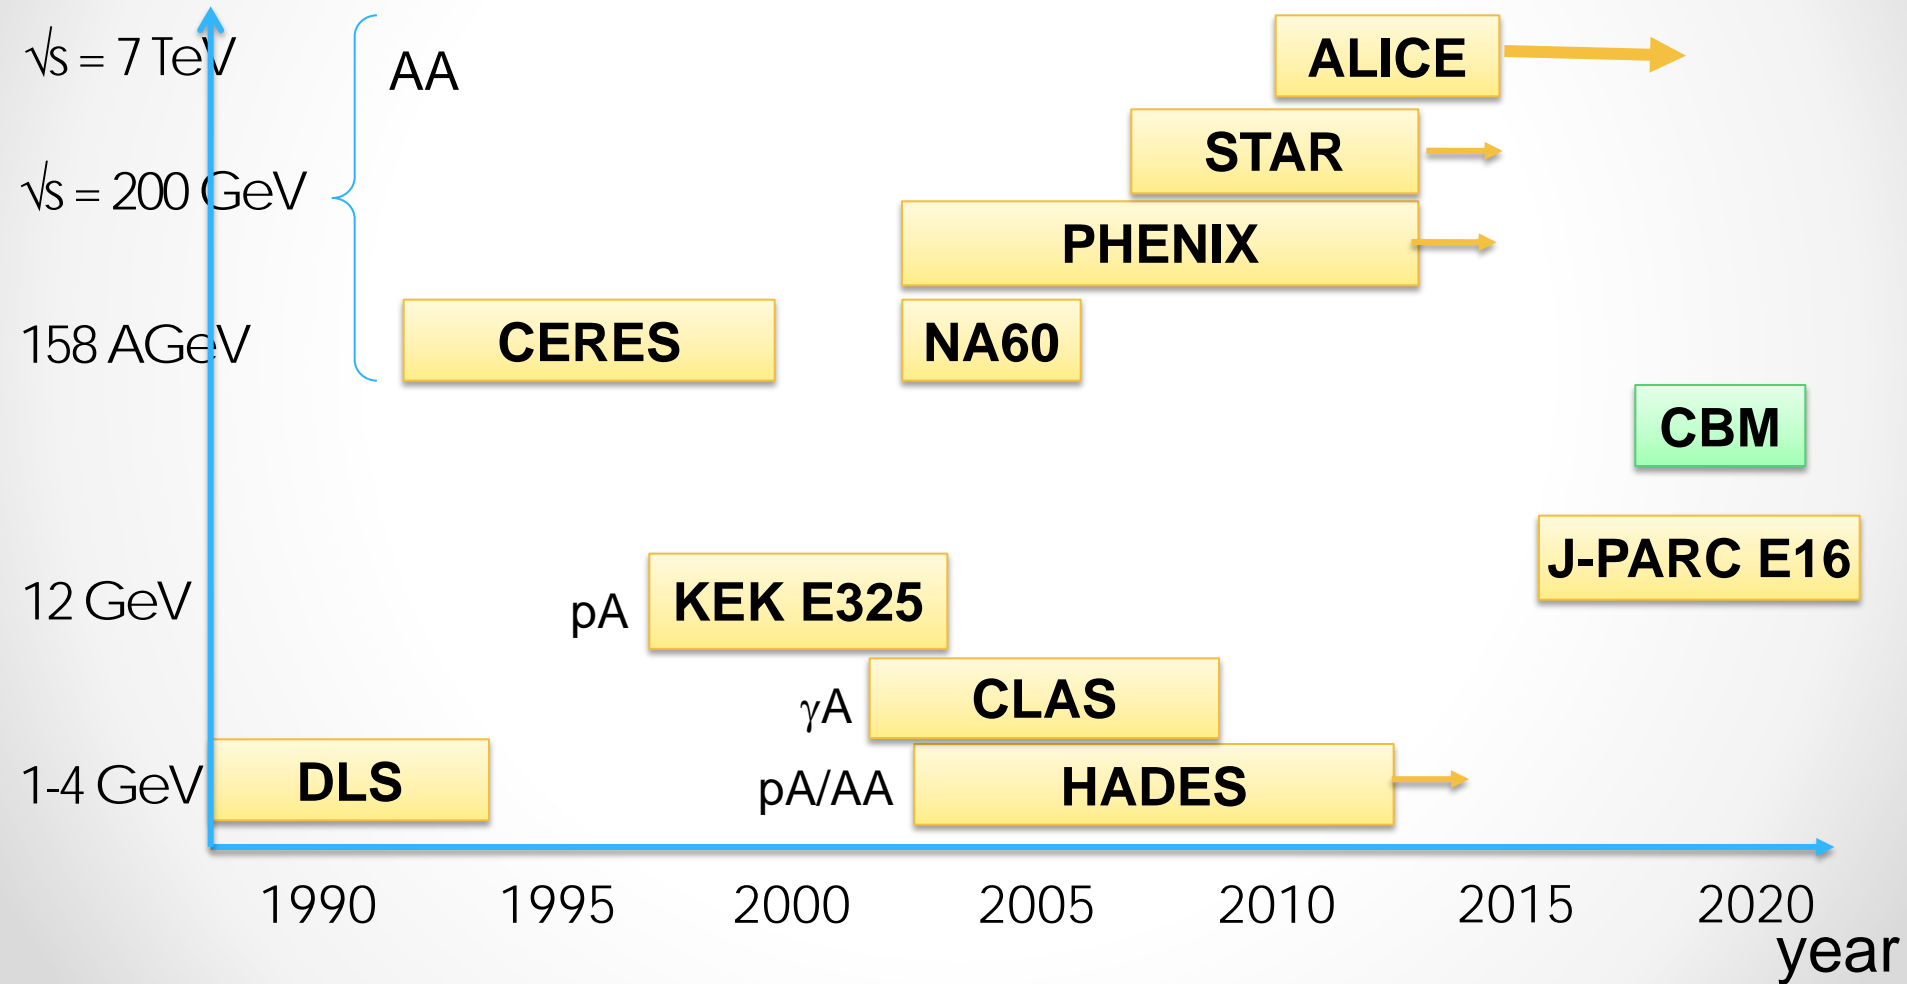 √s = 7 TeV
AA
ALICE
STAR
√s = 200 GeV
PHENIX
158 AGeV
CERES
NA60
CBM
J-PARC E16
12 GeV
pA
KEK E325
γA
CLAS
1-4 GeV
DLS
pA/AA
HADES
1990 1995 2000 2005 2010 2015 2020
year